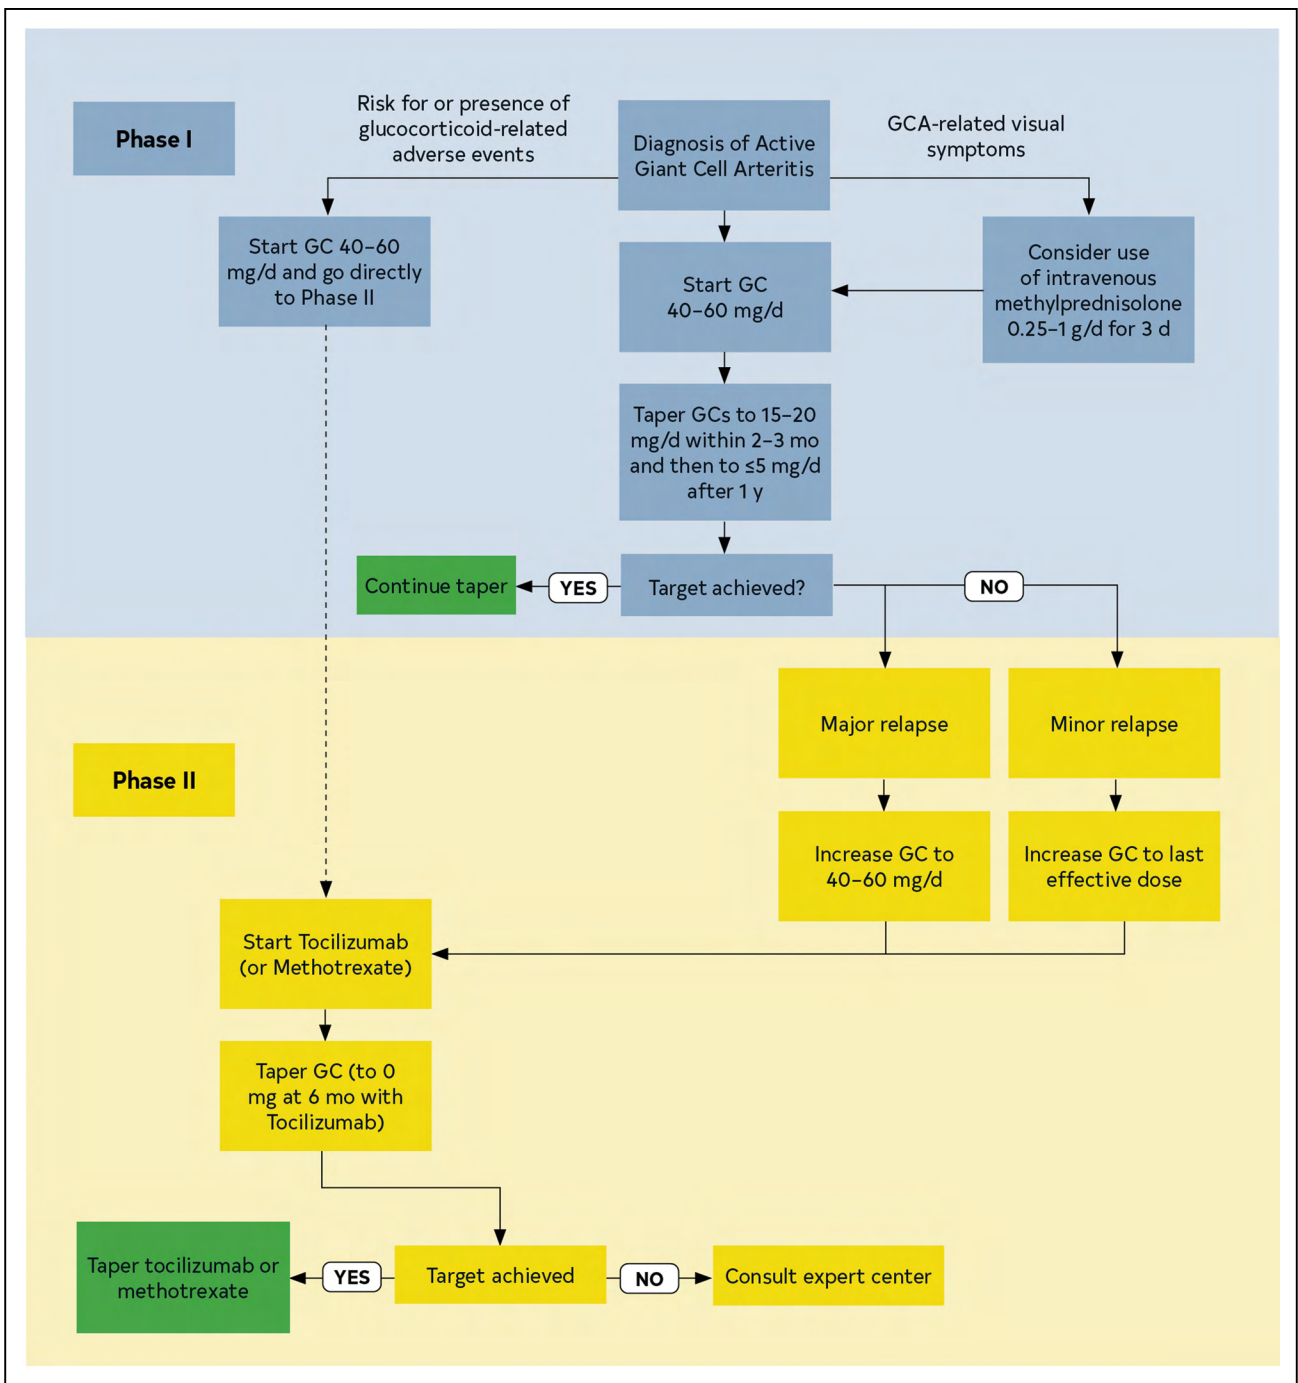 Phase I
Risk for or presence of
glucocorticoid-related
adverse events
Diagnosis of Active
Giant Cell Arteritis
GCA-related visual
symptoms
Start GC 40–60
mg/d and go directly
to Phase II
Start GC
40–60 mg/d
Consider use
of intravenous
methylprednisolone
0.25–1 g/d for 3 d
Taper GCs to 15–20
mg/d within 2–3 mo
and then to ≤5 mg/d
after 1 y
Continue taper
YES
Target achieved?
NO
Phase II
Major relapse
Minor relapse
Increase GC to
40–60 mg/d
Increase GC to last
effective dose
Start Tocilizumab
(or Methotrexate)
Taper GC (to 0
mg at 6 mo with
Tocilizumab)
Taper tocilizumab or
methotrexate
YES
Target achieved
NO
Consult expert center